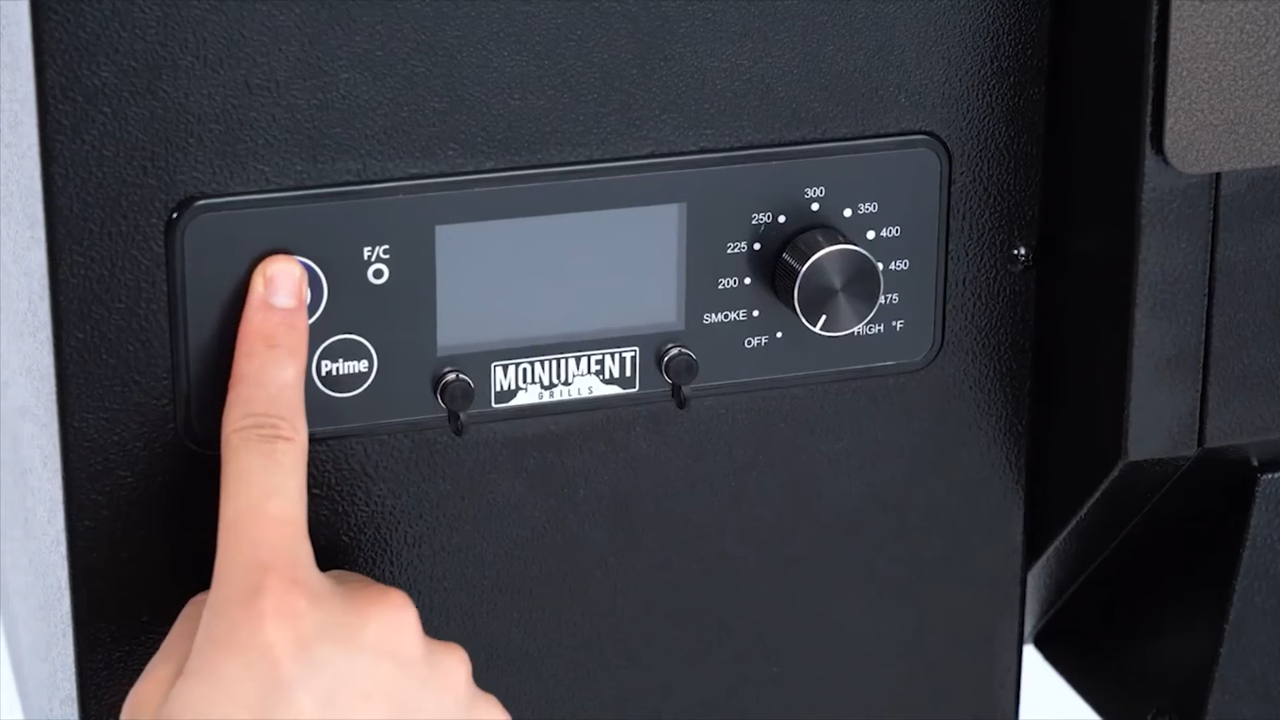 F/C
Prime
MONUMENT
GRILLS
OFF
SMOKE
200
225
250
300
350
400
450
475
HIGH °F